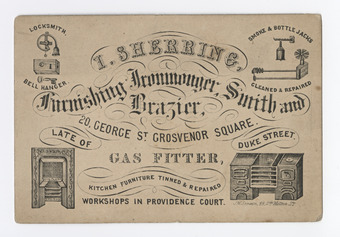 LOCKSMITH.
I. SHERRING,
SMOKE & BOTTLE JACKS
CLEANED & REPAIRED
BELL HANGER.
Furnishing Ironmonger, Smith and
Brazier,
20, GEORGE ST GROSVENOR SQUARE.
LATE OF
DUKE STREET.
GAS FITTER,
KITCHEN FURNITURE TINNED & REPAIRED
WORKSHOPS IN PROVIDENCE COURT.